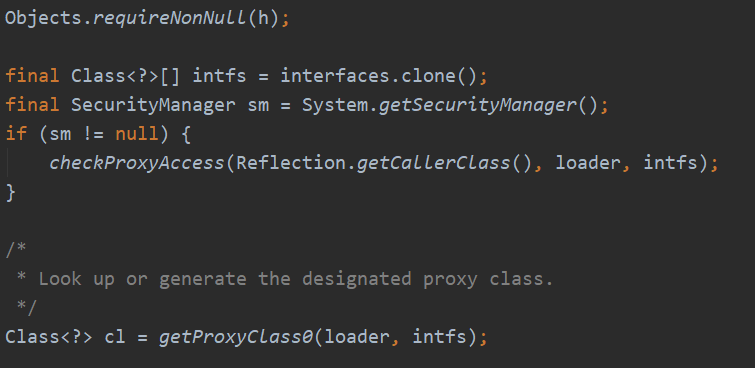 Objects.requireNonNull(h);
final Class<?>[] intfs = interfaces.clone();
final SecurityManager sm = System.getSecurityManager();
if (sm != null) {
    checkProxyAccess(Reflection.getCallerClass(), loader, intfs);
}
/*
 * Look up or generate the designated proxy class.
 */
Class<?> cl = getProxyClass0(loader, intfs);